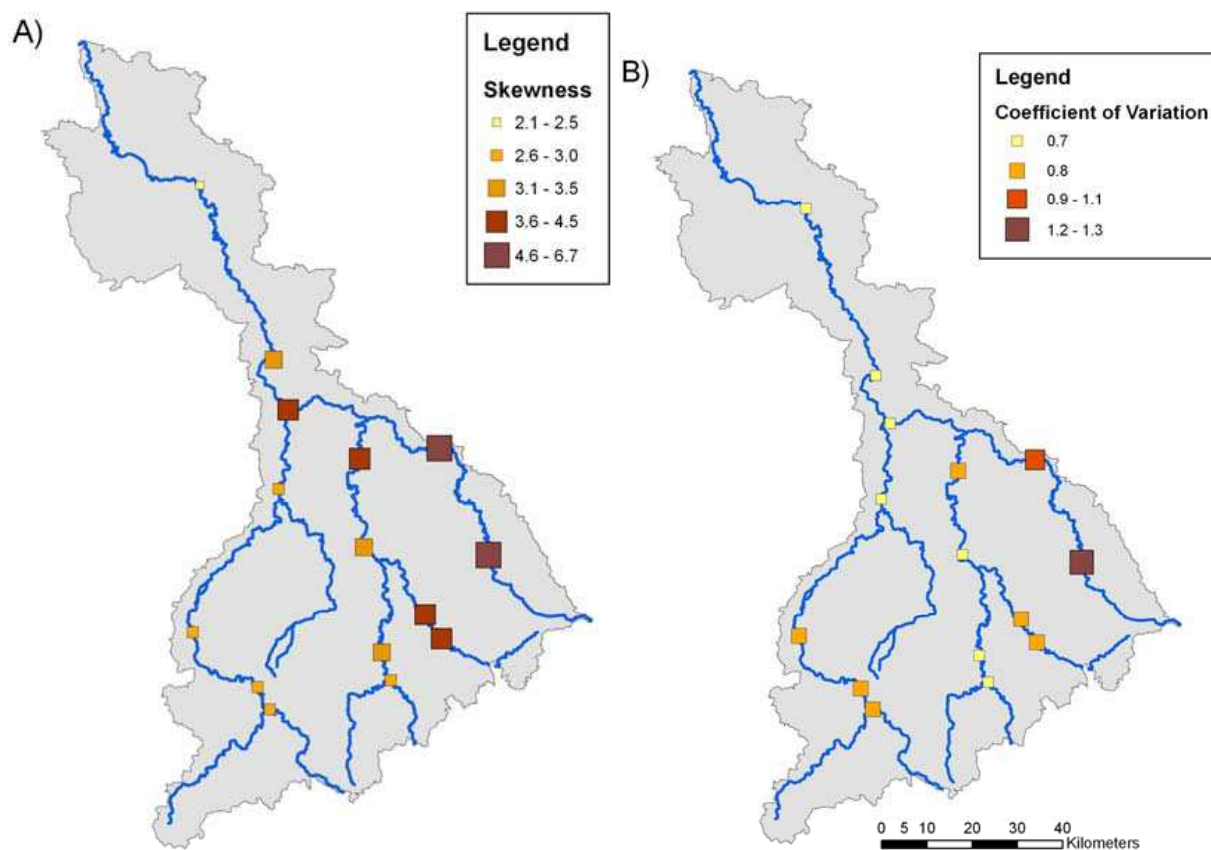 A)
Legend
Skewness
2.1 - 2.5
2.6 - 3.0
3.1 - 3.5
3.6 - 4.5
4.6 - 6.7
B)
Legend
Coefficient of Variation
0.7
0.8
0.9 - 1.1
1.2 - 1.3
0 5 10 20 30 40
Kilometers